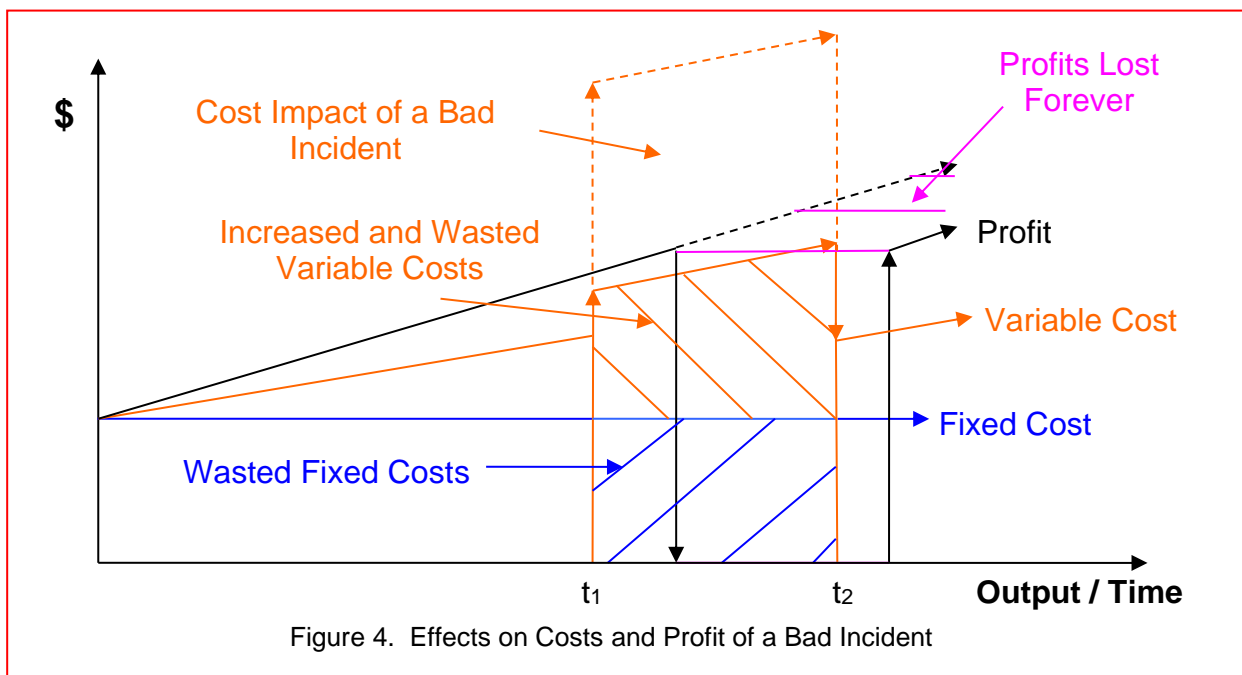 Profits Lost
Forever
$
Cost Impact of a Bad
Incident
Increased and Wasted
Variable Costs
Profit
Variable Cost
Fixed Cost
Wasted Fixed Costs
t1
t2
Output / Time
Figure 4. Effects on Costs and Profit of a Bad Incident